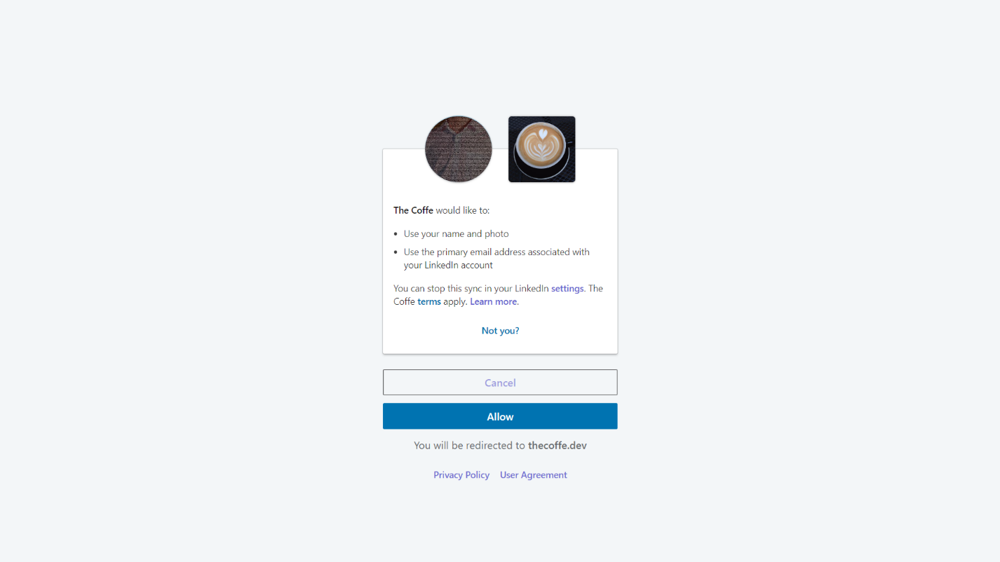 The Coffe would like to:
Use your name and photo
Use the primary email address associated with
your LinkedIn account
You can stop this sync in your LinkedIn settings. The
Coffe terms apply. Learn more.
Not you?
Cancel
Allow
You will be redirected to thecoffe.dev
Privacy Policy User Agreement